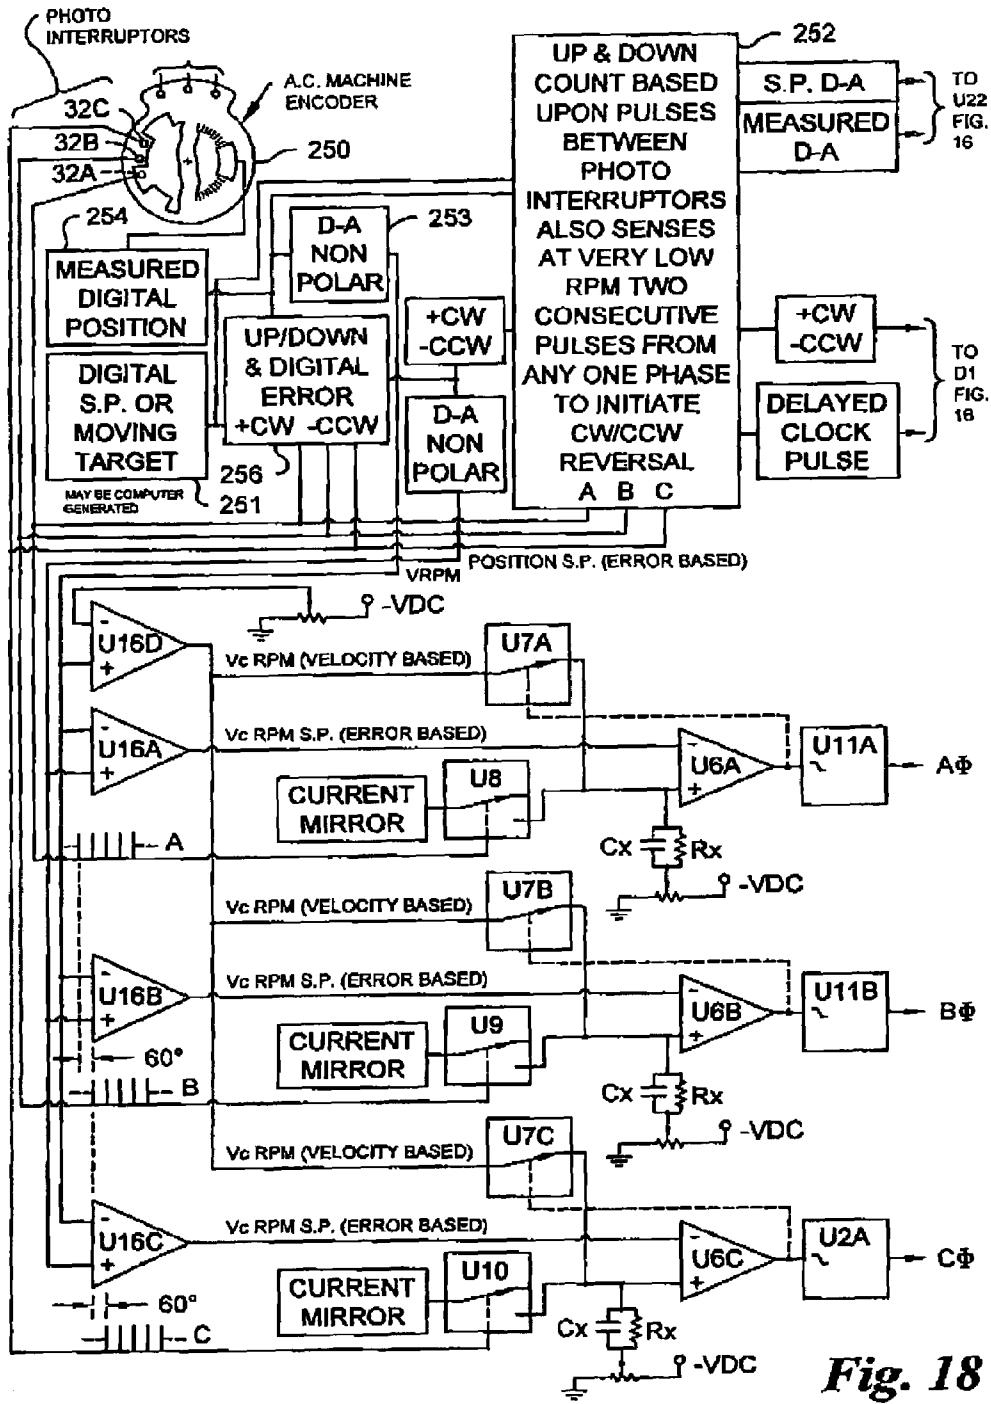 PHOTO
INTERRUPTORS
A.C. MACHINE
ENCODER
32C
32B
32A
250
254
MEASURED
DIGITAL
POSITION
DIGITAL
S.P. OR
MOVING
TARGET
MAY BE COMPUTER
GENERATED
251
D-A
NON
POLAR
253
UP/DOWN
& DIGITAL
ERROR
+CW -CCW
256
+CW
-CCW
D-A
NON
POLAR
252
UP & DOWN
COUNT BASED
UPON PULSES
BETWEEN
PHOTO
INTERRUPTORS
ALSO SENSES
AT VERY LOW
RPM TWO
CONSECUTIVE
PULSES FROM
ANY ONE PHASE
TO INITIATE
CW/CCW
REVERSAL
A B C
S.P. D-A
MEASURED
D-A
TO
U22
FIG.
16
+CW
-CCW
DELAYED
CLOCK
PULSE
TO
D1
FIG.
16
POSITION S.P. (ERROR BASED)
VRPM
-VDC
-
U16D
+
Vc RPM (VELOCITY BASED)
U7A
-
U16A
+
Vc RPM S.P. (ERROR BASED)
CURRENT
MIRROR
U8
-
U6A
+
U11A
AΦ
Cx
Rx
-VDC
A
Vc RPM (VELOCITY BASED)
U7B
-
U16B
+
Vc RPM S.P. (ERROR BASED)
CURRENT
MIRROR
U9
-
U6B
+
U11B
BΦ
60°
B
Cx
Rx
-VDC
Vc RPM (VELOCITY BASED)
U7C
-
U16C
+
Vc RPM S.P. (ERROR BASED)
CURRENT
MIRROR
U10
-
U6C
+
U2A
CΦ
60°
C
Cx
Rx
-VDC
Fig. 18